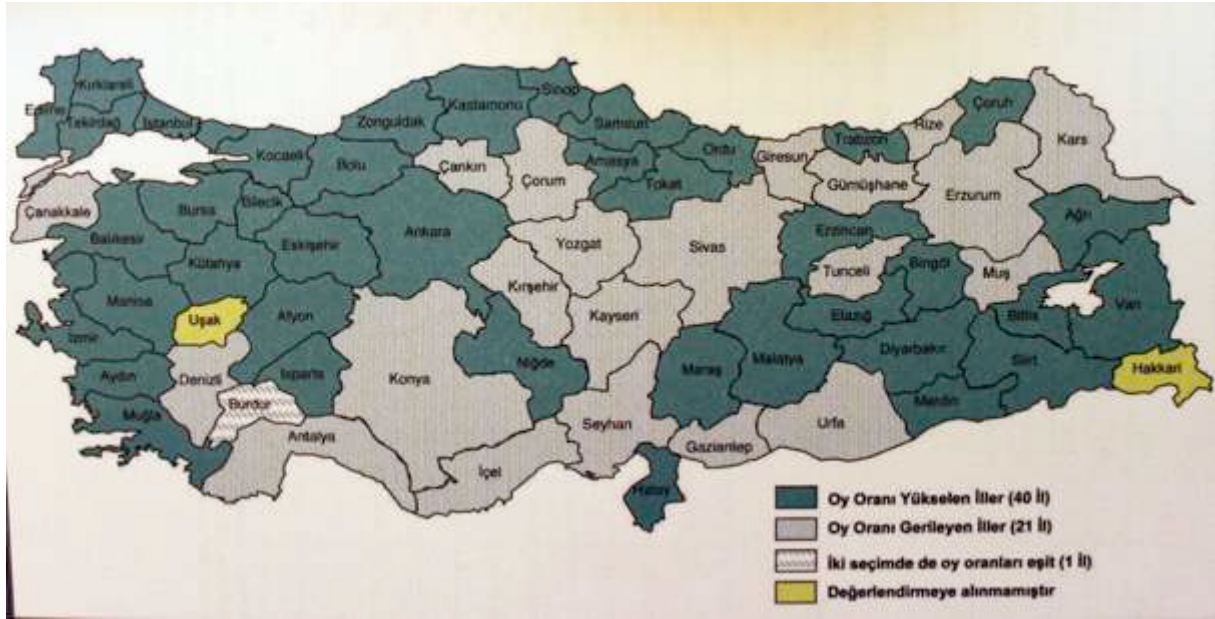 Kırklareli
Edirne
Tekirdağ
İstanbul
Kocaeli
Bolu
Zonguldak
Kastamonu
Sinop
Samsun
Çankırı
Çorum
Amasya
Tokat
Ordu
Giresun
Trabzon
Gümüşhane
Rize
Çoruh
Kars
Erzurum
Ağrı
Çanakkale
Balıkesir
Bursa
Bilecik
Kütahya
Eskişehir
Ankara
Yozgat
Sivas
Erzincan
Tunceli
Bingöl
Muş
Kırşehir
Kayseri
Elazığ
Bitlis
Van
Manisa
Uşak
Afyon
İzmir
Aydın
Denizli
Isparta
Konya
Niğde
Maraş
Malatya
Diyarbakır
Siirt
Hakkari
Muğla
Burdur
Antalya
İçel
Seyhan
Gaziantep
Urfa
Mardin
Hatay
Oy Oranı Yükselen İller (40 İl)
Oy Oranı Gerileyen İller (21 İl)
İki seçimde de oy oranları eşit (1 İl)
Değerlendirmeye alınmamıştır